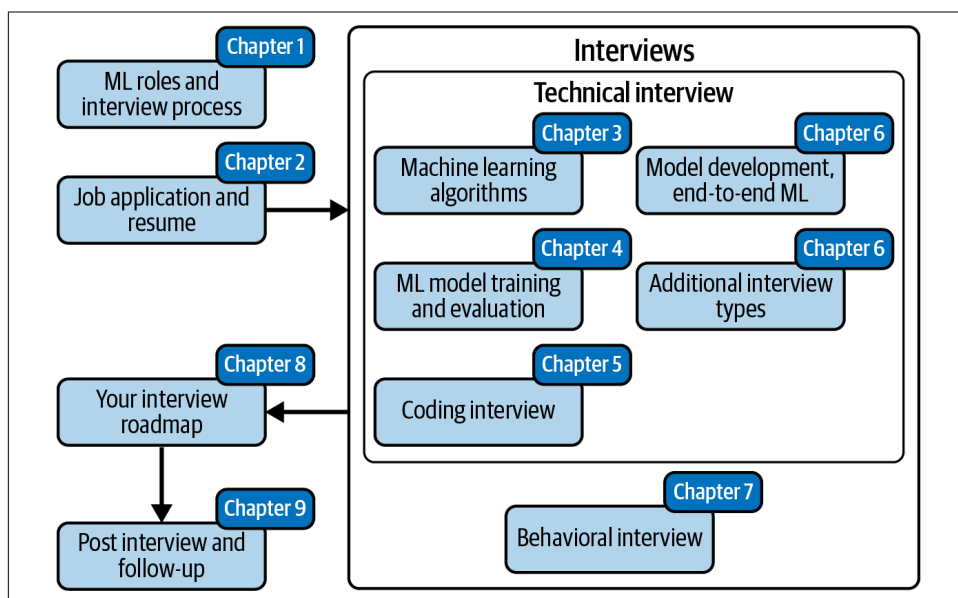 Chapter 1
ML roles and
interview process
Chapter 2
Job application and
resume
Interviews
Technical interview
Chapter 3
Machine learning
algorithms
Chapter 6
Model development,
end-to-end ML
Chapter 4
ML model training
and evaluation
Chapter 6
Additional interview
types
Chapter 5
Coding interview
Chapter 7
Behavioral interview
Chapter 8
Your interview
roadmap
Chapter 9
Post interview and
follow-up